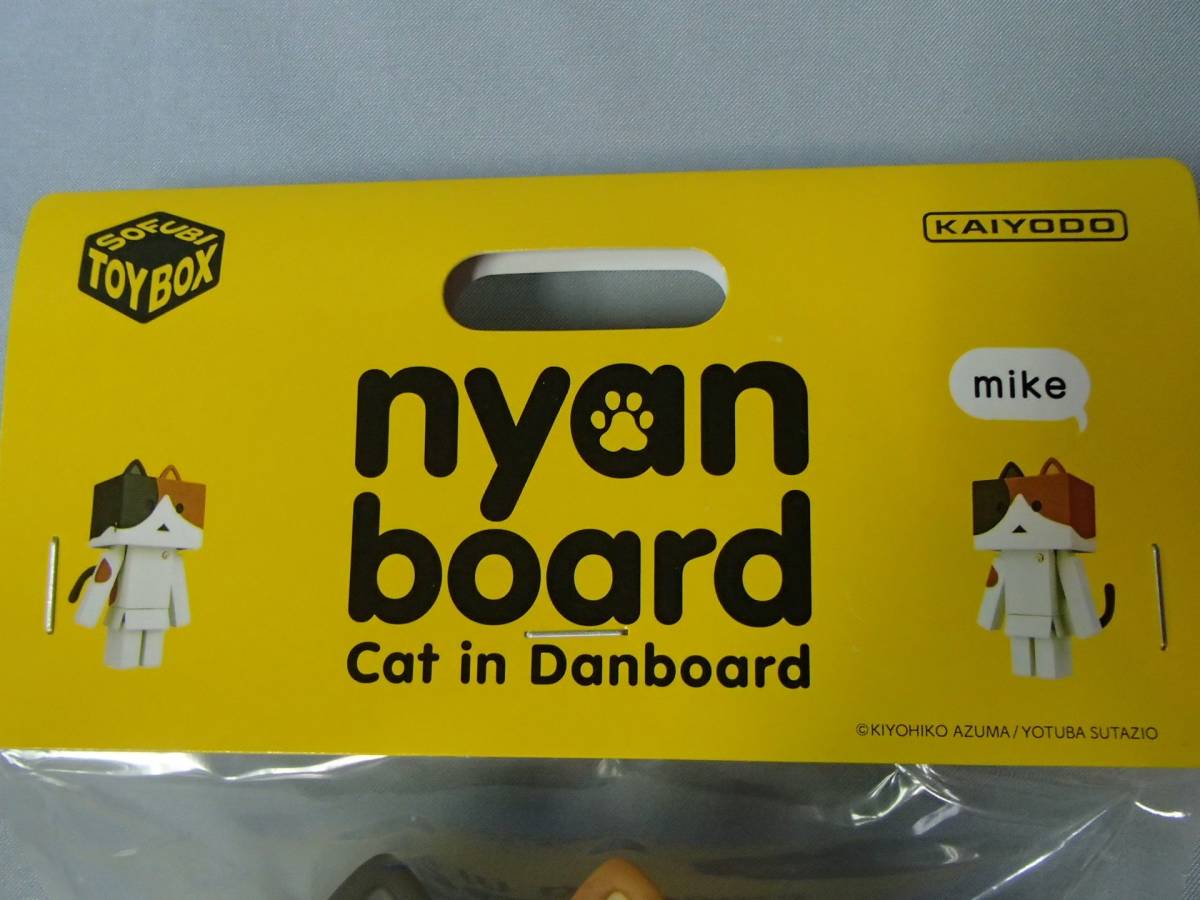 SOFUBI
TOYBOX
KAIYODO
nyan
board
Cat in Danboard
mike
©KIYOHIKO AZUMA/YOTUBA SUTAZIO